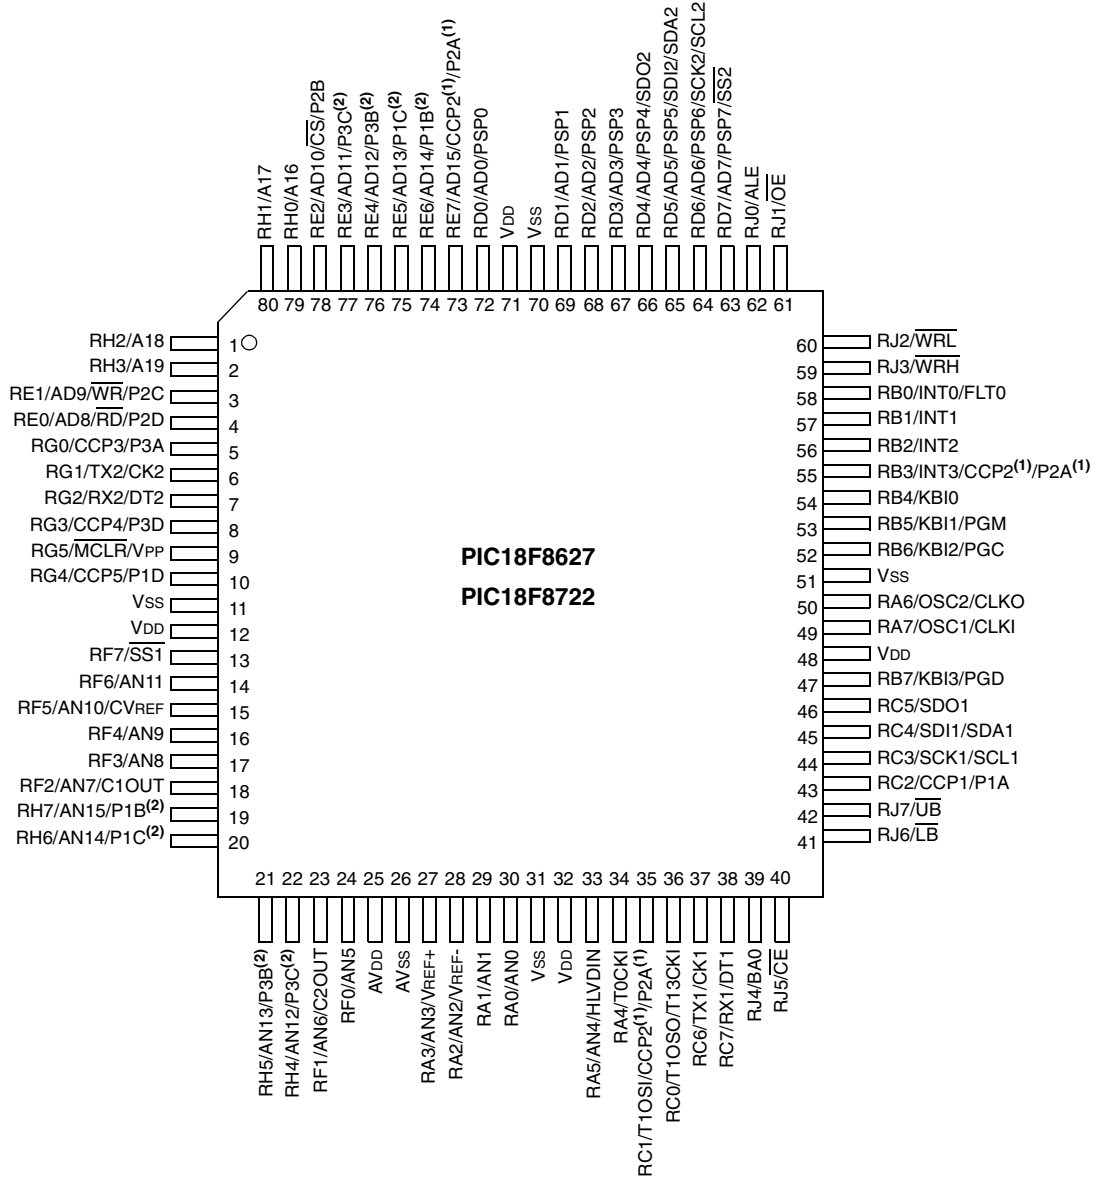 RH1/A17
RH0/A16
RE2/AD10/C̅S̅/P2B
RE3/AD11/P3C(2)
RE4/AD12/P3B(2)
RE5/AD13/P1C(2)
RE6/AD14/P1B(2)
RE7/AD15/CCP2(1)/P2A(1)
RD0/AD0/PSP0
VDD
VSS
RD1/AD1/PSP1
RD2/AD2/PSP2
RD3/AD3/PSP3
RD4/AD4/PSP4/SDO2
RD5/AD5/PSP5/SDI2/SDA2
RD6/AD6/PSP6/SCK2/SCL2
RD7/AD7/PSP7/S̅S̅2̅
RJ0/ALE
RJ1/O̅E̅
80 79 78 77 76 75 74 73 72 71 70 69 68 67 66 65 64 63 62 61
RH2/A18 1
RH3/A19 2
RE1/AD9/W̅R̅/P2C 3
RE0/AD8/R̅D̅/P2D 4
RG0/CCP3/P3A 5
RG1/TX2/CK2 6
RG2/RX2/DT2 7
RG3/CCP4/P3D 8
RG5/M̅C̅L̅R̅/VPP 9
RG4/CCP5/P1D 10
VSS 11
VDD 12
RF7/S̅S̅1̅ 13
RF6/AN11 14
RF5/AN10/CVREF 15
RF4/AN9 16
RF3/AN8 17
RF2/AN7/C1OUT 18
RH7/AN15/P1B(2) 19
RH6/AN14/P1C(2) 20
PIC18F8627
PIC18F8722
60 RJ2/W̅R̅L̅
59 RJ3/W̅R̅H̅
58 RB0/INT0/FLT0
57 RB1/INT1
56 RB2/INT2
55 RB3/INT3/CCP2(1)/P2A(1)
54 RB4/KBI0
53 RB5/KBI1/PGM
52 RB6/KBI2/PGC
51 VSS
50 RA6/OSC2/CLKO
49 RA7/OSC1/CLKI
48 VDD
47 RB7/KBI3/PGD
46 RC5/SDO1
45 RC4/SDI1/SDA1
44 RC3/SCK1/SCL1
43 RC2/CCP1/P1A
42 RJ7/U̅B̅
41 RJ6/L̅B̅
21 22 23 24 25 26 27 28 29 30 31 32 33 34 35 36 37 38 39 40
RH5/AN13/P3B(2)
RH4/AN12/P3C(2)
RF1/AN6/C2OUT
RF0/AN5
AVDD
AVSS
RA3/AN3/VREF+
RA2/AN2/VREF-
RA1/AN1
RA0/AN0
VSS
VDD
RA5/AN4/HLVDIN
RA4/T0CKI
RC1/T1OSI/CCP2(1)/P2A(1)
RC0/T1OSO/T13CKI
RC6/TX1/CK1
RC7/RX1/DT1
RJ4/BA0
RJ5/C̅E̅